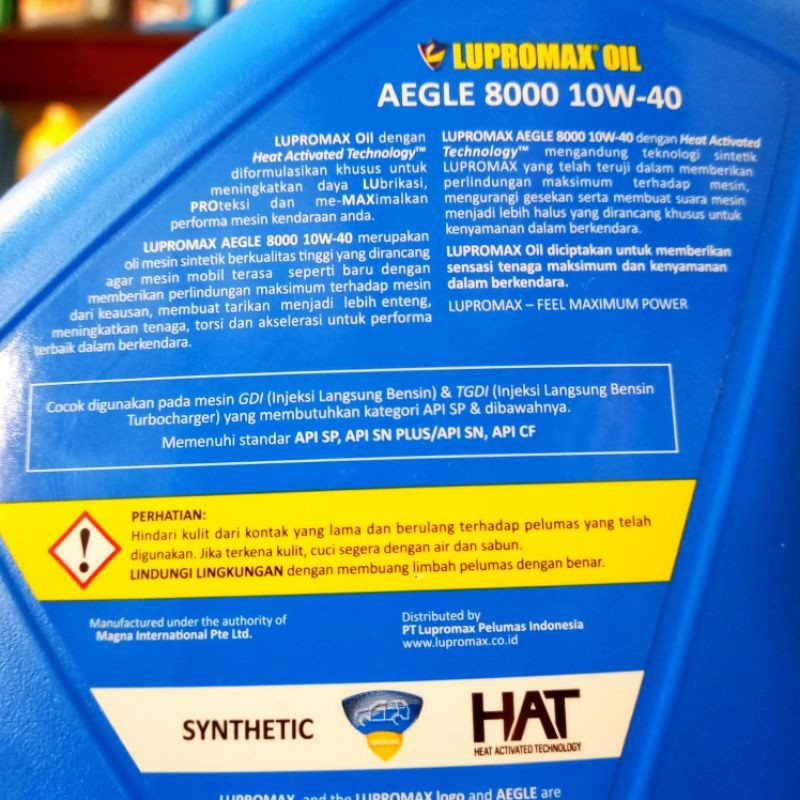 LUPROMAX OIL
AEGLE 8000 10W-40
LUPROMAX Oil dengan
Heat Activated Technology™
diformulasikan khusus untuk
meningkatkan daya LUbrikasi,
PROteksi dan me-MAXimalkan
performa mesin kendaraan anda.
LUPROMAX AEGLE 8000 10W-40 merupakan
oli mesin sintetik berkualitas tinggi yang dirancang
agar mesin mobil terasa seperti baru dengan
memberikan perlindungan maksimum terhadap mesin
dari keausan, membuat tarikan menjadi lebih enteng,
meningkatkan tenaga, torsi dan akselerasi untuk performa
terbaik dalam berkendara.
LUPROMAX AEGLE 8000 10W-40 dengan Heat Activated
Technology™ mengandung teknologi sintetik
LUPROMAX yang telah teruji dalam memberikan
perlindungan maksimum terhadap mesin,
mengurangi gesekan serta membuat suara mesin
menjadi lebih halus yang dirancang khusus untuk
kenyamanan dalam berkendara.
LUPROMAX Oil diciptakan untuk memberikan
sensasi tenaga maksimum dan kenyamanan
dalam berkendara.
LUPROMAX – FEEL MAXIMUM POWER
Cocok digunakan pada mesin GDI (Injeksi Langsung Bensin) & TGDI (Injeksi Langsung Bensin
Turbocharger) yang membutuhkan kategori API SP & dibawahnya.
Memenuhi standar API SP, API SN PLUS/API SN, API CF
PERHATIAN:
Hindari kulit dari kontak yang lama dan berulang terhadap pelumas yang telah
digunakan. Jika terkena kulit, cuci segera dengan air dan sabun.
LINDUNGI LINGKUNGAN dengan membuang limbah pelumas dengan benar.
Manufactured under the authority of
Magna International Pte Ltd.
Distributed by
PT Lupromax Pelumas Indonesia
www.lupromax.co.id
SYNTHETIC
HAT
HEAT ACTIVATED TECHNOLOGY
LUPROMAX, and the LUPROMAX logo and AEGLE are